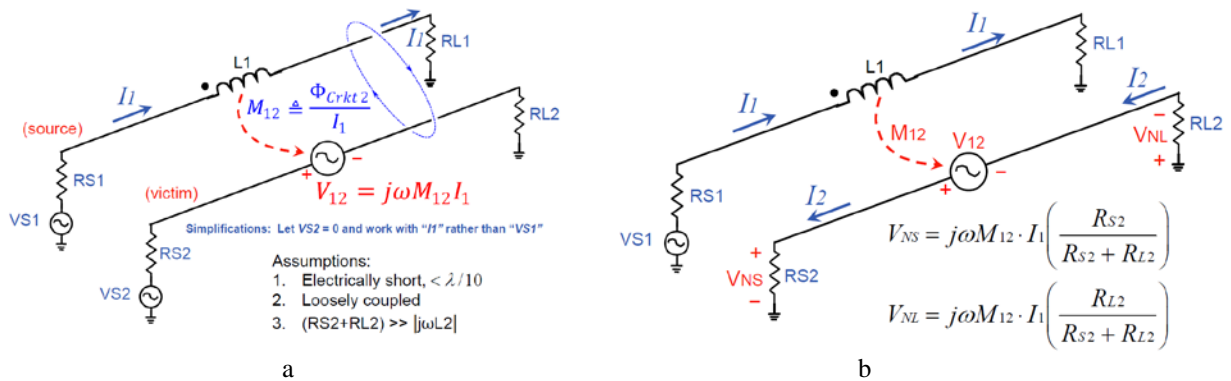 I1
RL1
L1
I1
M12 ≜ ΦCrkt 2 / I1
RL2
(source)
RS1
+
−
(victim)
V12 = jωM12I1
VS1
Simplifications: Let VS2 = 0 and work with “I1” rather than “VS1”
RS2
Assumptions:
1. Electrically short, < λ/10
2. Loosely coupled
3. (RS2+RL2) >> |jωL2|
VS2
a
I1
RL1
L1
I2
I1
−
RL2
M12
V12
VNL
+
RS1
+
−
I2
VS1
VNS = jωM12 · I1(RS2 / (RS2 + RL2))
+
VNS
RS2
−
VNL = jωM12 · I1(RL2 / (RS2 + RL2))
b